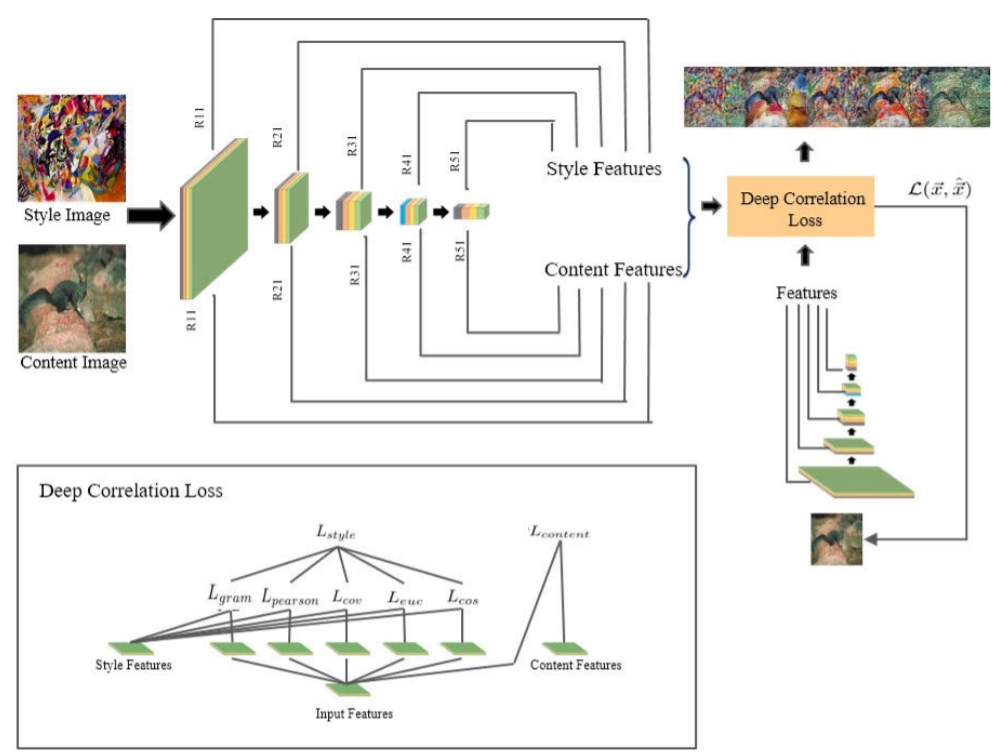 R11
R21
R31
R41
R51
Style Image
Style Features
Content Image
Content Features
R11
R21
R31
R41
R51
Deep Correlation
Loss
$\mathcal{L}(\vec{x}, \hat{\vec{x}})$
Features
Deep Correlation Loss
L_{style}
L_{content}
L_{gram} L_{pearson} L_{cov} L_{euc} L_{cos}
Style Features
Content Features
Input Features